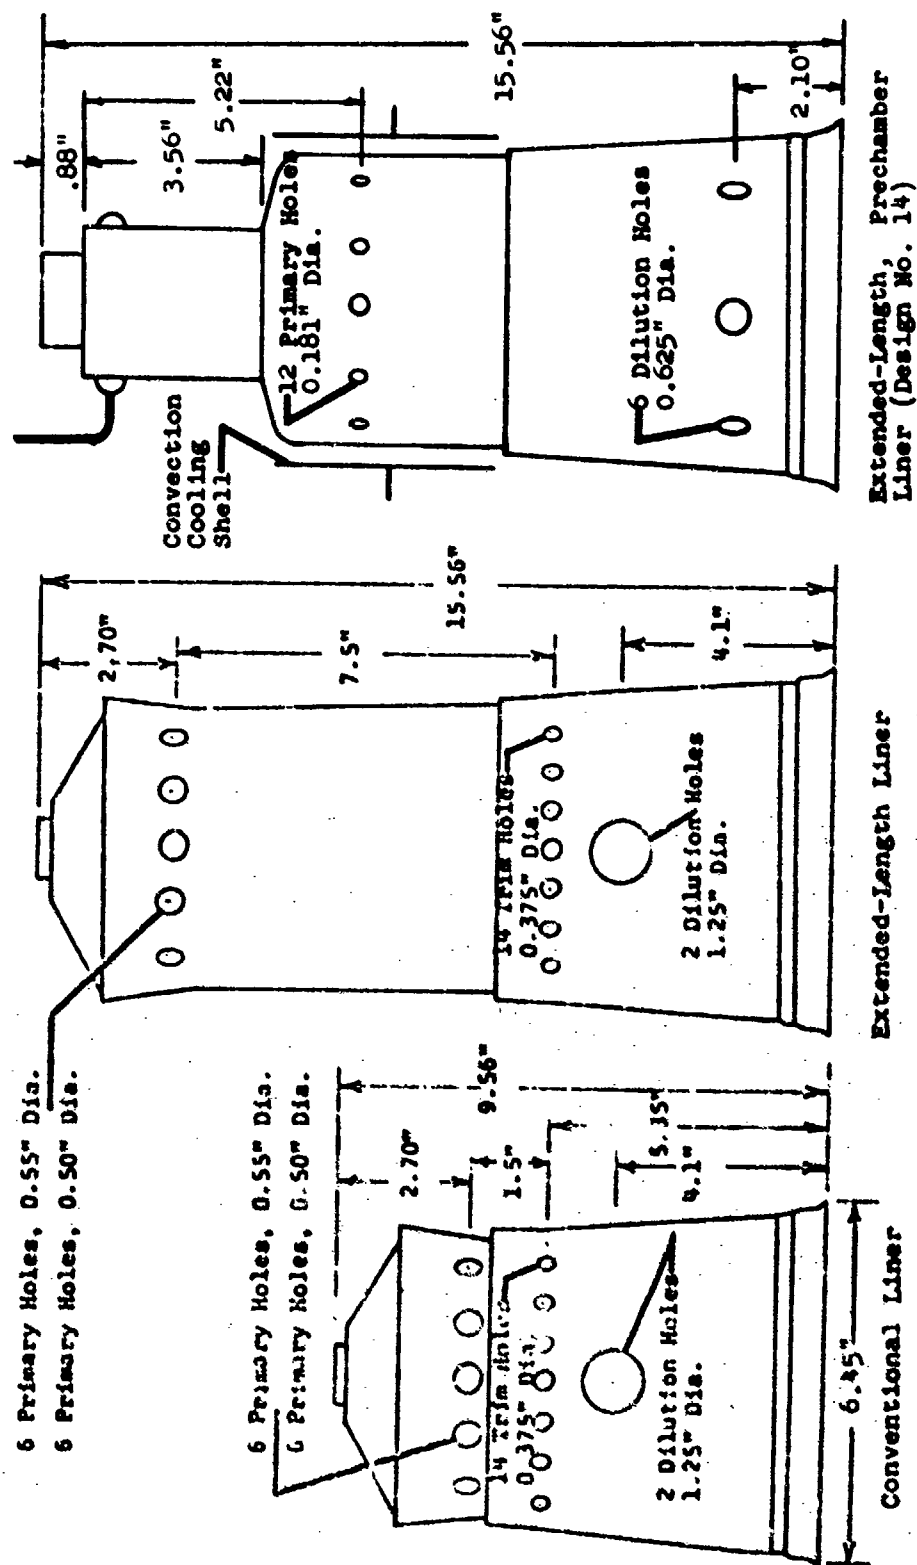 6 Primary Holes, 0.55" Dia.
6 Primary Holes, 0.50" Dia.
6 Primary Holes, 0.55" Dia.
6 Primary Holes, 0.50" Dia.
2.70"
9.56"
1.5"
5.35"
4.1"
14 Trim Holes
0.375" Dia.
2 Dilution Holes
1.25" Dia.
6.45"
Conventional Liner
2.70"
15.56"
7.5"
14 Trim Holes
0.375" Dia.
4.1"
2 Dilution Holes
1.25" Dia.
Extended-Length Liner
.88"
5.22"
3.56"
15.56"
Convection
Cooling
Shell
12 Primary Holes
0.181" Dia.
6 Dilution Holes
0.625" Dia.
2.10"
Extended-Length, Prechamber
Liner (Design No. 14)